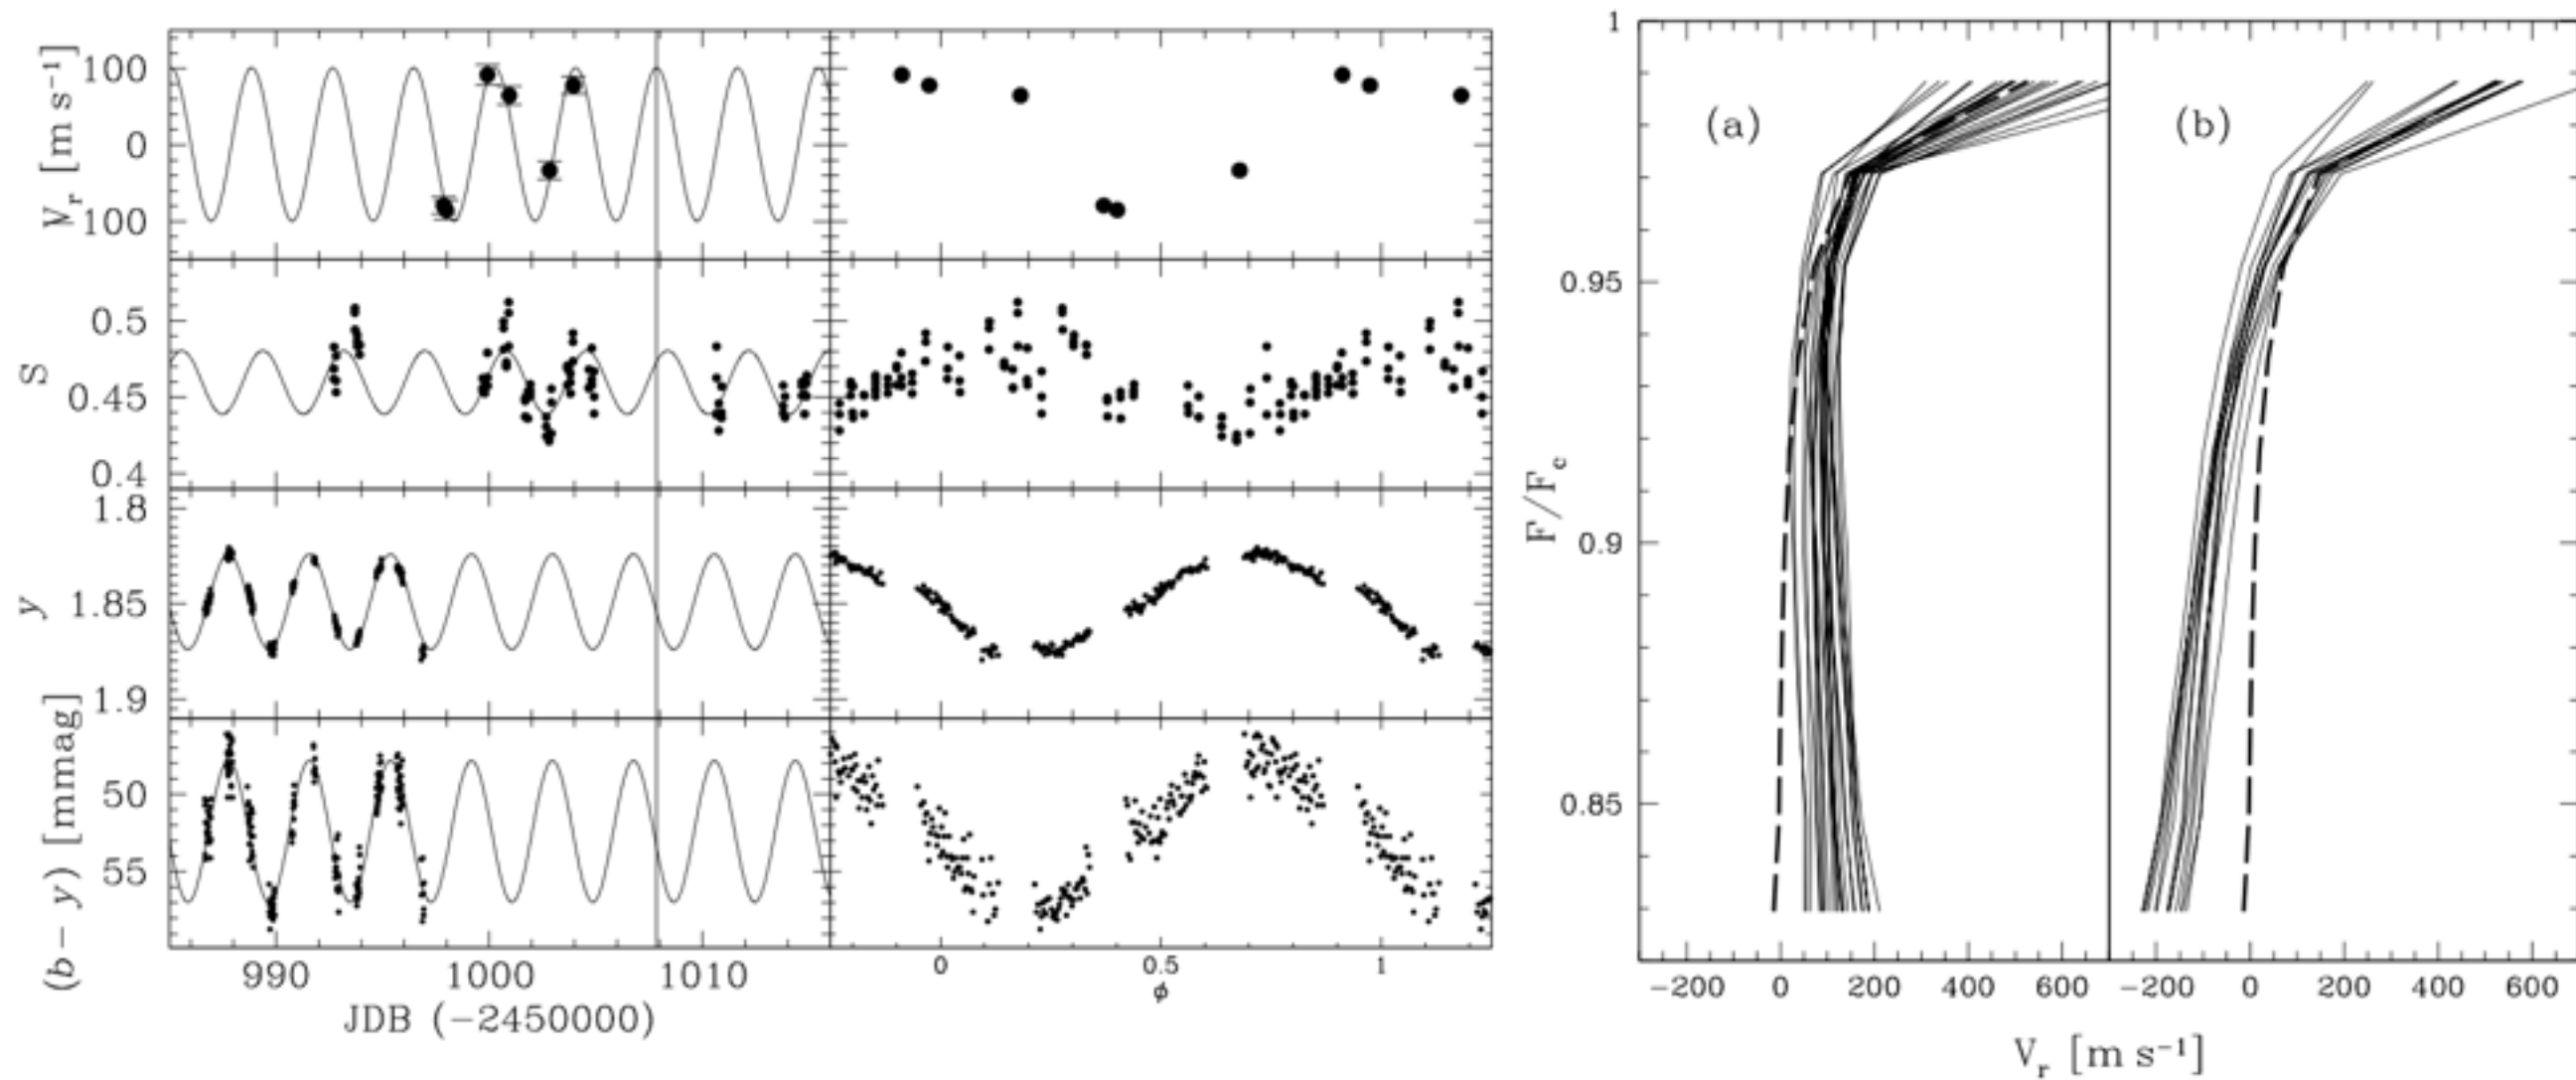 V_r [m s⁻¹]
100
0
100
S
0.5
0.45
0.4
y
1.8
1.85
1.9
(b − y) [mmag]
50
55
990 1000 1010
JDB (−2450000)
0 0.5 1
φ
F/F_c
1
0.95
0.9
0.85
(a) (b)
−200 0 200 400 600 −200 0 200 400 600
V_r [m s⁻¹]